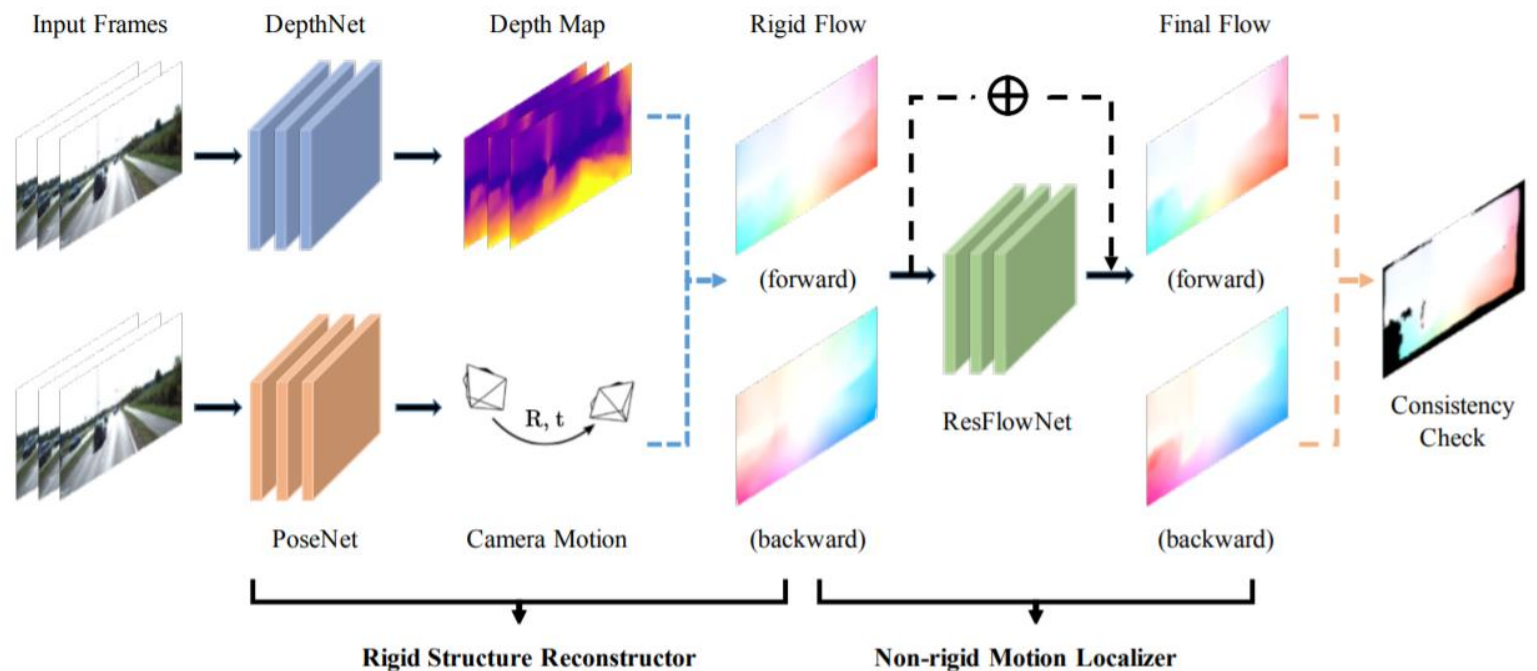 Input Frames
DepthNet
Depth Map
Rigid Flow
Final Flow
(forward)
(forward)
R, t
ResFlowNet
Consistency
Check
PoseNet
Camera Motion
(backward)
(backward)
Rigid Structure Reconstructor
Non-rigid Motion Localizer